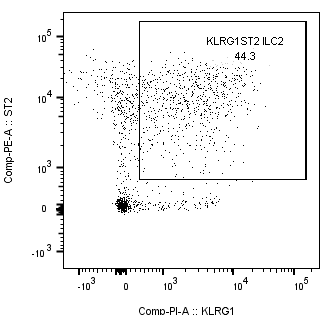 KLRG1ST2 ILC2
44.3
10^5
10^4
10^3
0
-10^3
Comp-PE-A :: ST2
-10^3 0 10^3 10^4 10^5
Comp-PI-A :: KLRG1